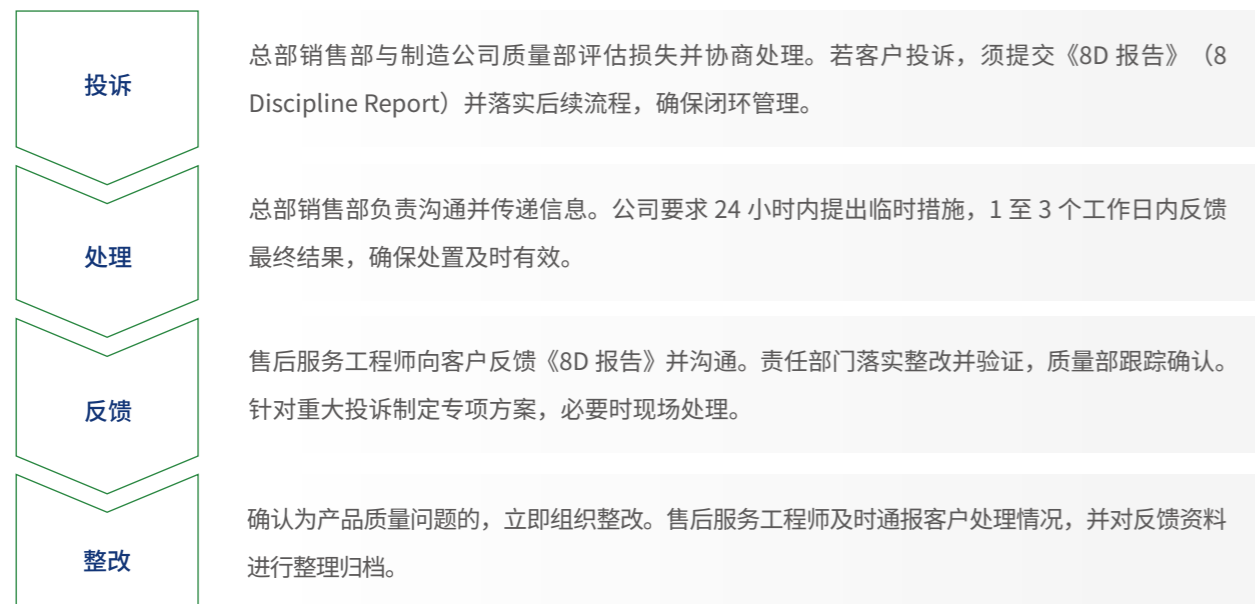 投诉
总部销售部与制造公司质量部评估损失并协商处理。若客户投诉，须提交《8D 报告》（8
Discipline Report）并落实后续流程，确保闭环管理。
处理
总部销售部负责沟通并传递信息。公司要求 24 小时内提出临时措施，1 至 3 个工作日内反馈
最终结果，确保处置及时有效。
反馈
售后服务工程师向客户反馈《8D 报告》并沟通。责任部门落实整改并验证，质量部跟踪确认。
针对重大投诉制定专项方案，必要时现场处理。
整改
确认为产品质量问题的，立即组织整改。售后服务工程师及时通报客户处理情况，并对反馈资料
进行整理归档。